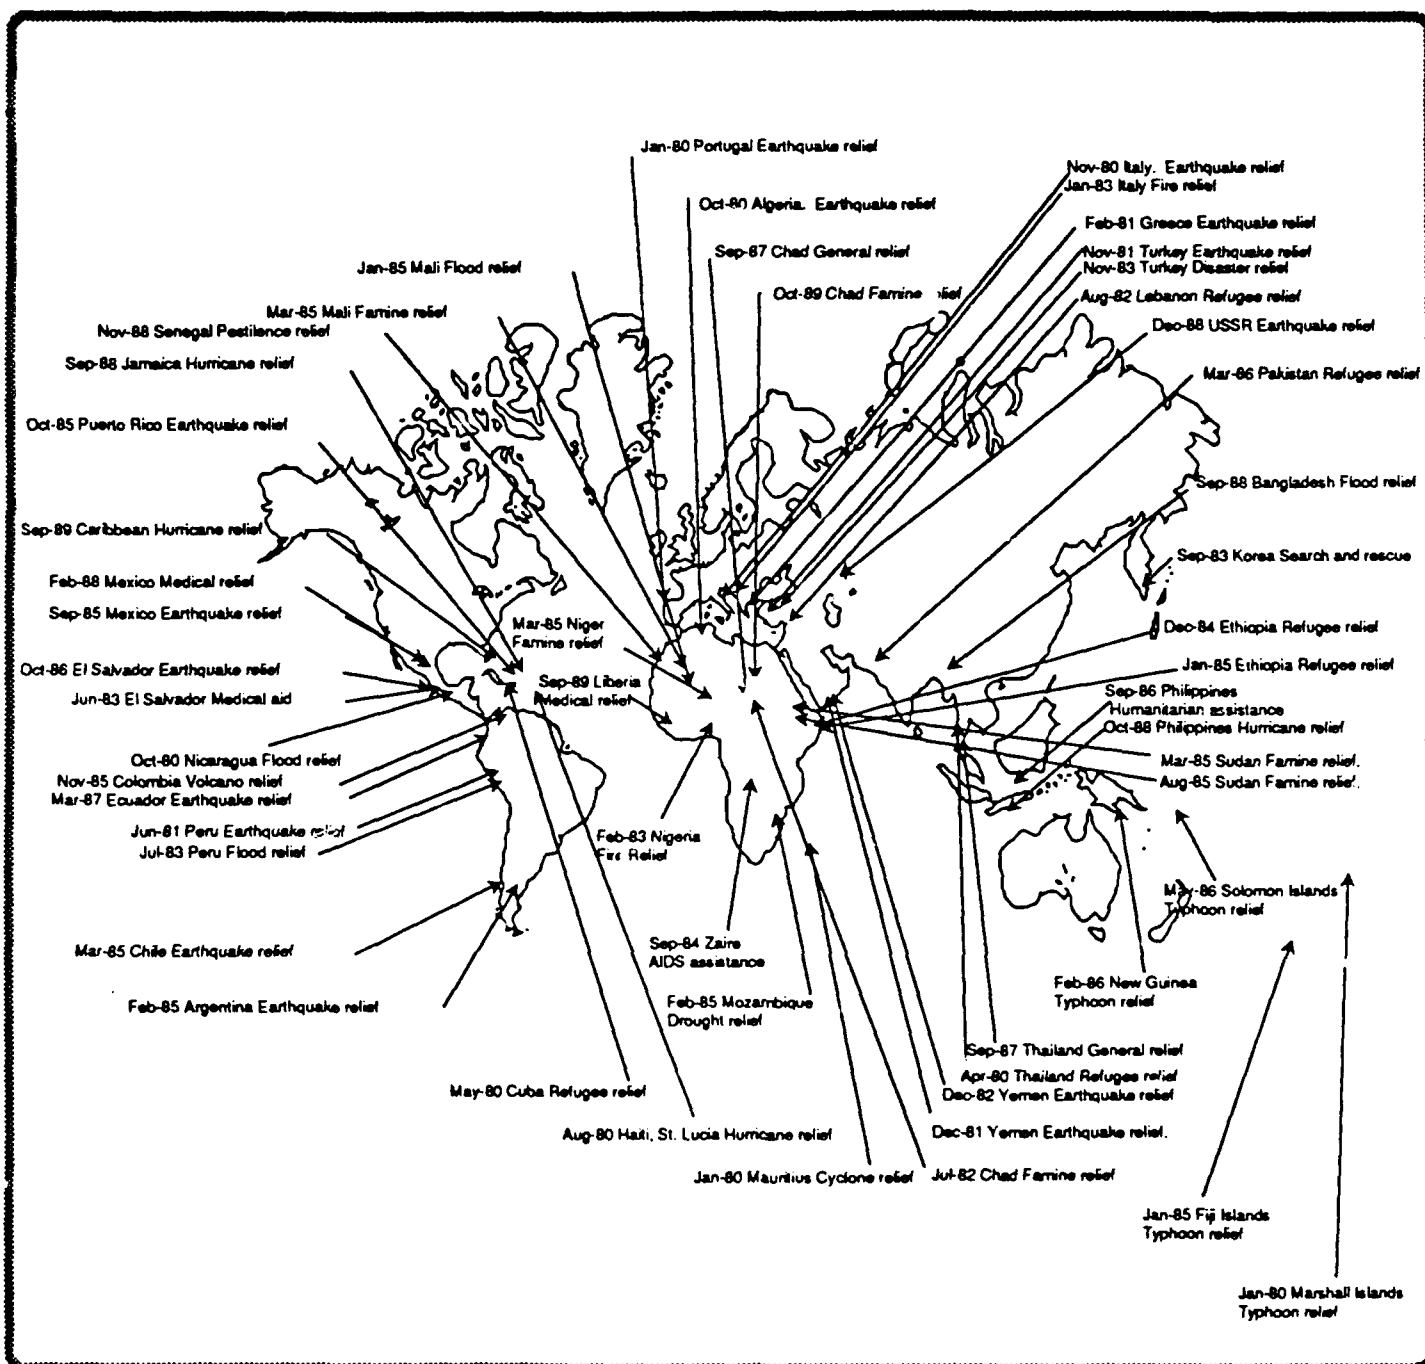 Jan-80 Portugal Earthquake relief
Nov-80 Italy. Earthquake relief
Jan-83 Italy Fire relief
Oct-80 Algeria. Earthquake relief
Feb-81 Greece Earthquake relief
Sep-87 Chad General relief
Nov-81 Turkey Earthquake relief
Nov-83 Turkey Disaster relief
Jan-85 Mali Flood relief
Oct-89 Chad Famine relief
Aug-82 Lebanon Refugee relief
Mar-85 Mali Famine relief
Nov-88 Senegal Pestilence relief
Dec-88 USSR Earthquake relief
Sep-88 Jamaica Hurricane relief
Mar-86 Pakistan Refugee relief
Oct-85 Puerto Rico Earthquake relief
Sep-88 Bangladesh Flood relief
Sep-89 Caribbean Hurricane relief
Sep-83 Korea Search and rescue
Feb-88 Mexico Medical relief
Sep-85 Mexico Earthquake relief
Mar-85 Niger
Famine relief
Dec-84 Ethiopia Refugee relief
Oct-86 El Salvador Earthquake relief
Jan-85 Ethiopia Refugee relief
Jun-83 El Salvador Medical aid
Sep-89 Liberia
Medical relief
Sep-86 Philippines
Humanitarian assistance
Oct-88 Philippines Hurricane relief
Oct-80 Nicaragua Flood relief
Mar-85 Sudan Famine relief.
Nov-85 Colombia Volcano relief
Aug-85 Sudan Famine relief.
Mar-87 Ecuador Earthquake relief
Jun-81 Peru Earthquake relief
Jul-83 Peru Flood relief
Feb-83 Nigeria
Fire Relief
May-86 Solomon Islands
Typhoon relief
Mar-85 Chile Earthquake relief
Sep-84 Zaire
AIDS assistance
Feb-85 Argentina Earthquake relief
Feb-85 Mozambique
Drought relief
Feb-86 New Guinea
Typhoon relief
Sep-87 Thailand General relief
Apr-80 Thailand Refugee relief
May-80 Cuba Refugee relief
Dec-82 Yemen Earthquake relief
Aug-80 Haiti, St. Lucia Hurricane relief
Dec-81 Yemen Earthquake relief.
Jan-80 Mauritius Cyclone relief
Jul-82 Chad Famine relief
Jan-85 Fiji Islands
Typhoon relief
Jan-80 Marshall Islands
Typhoon relief